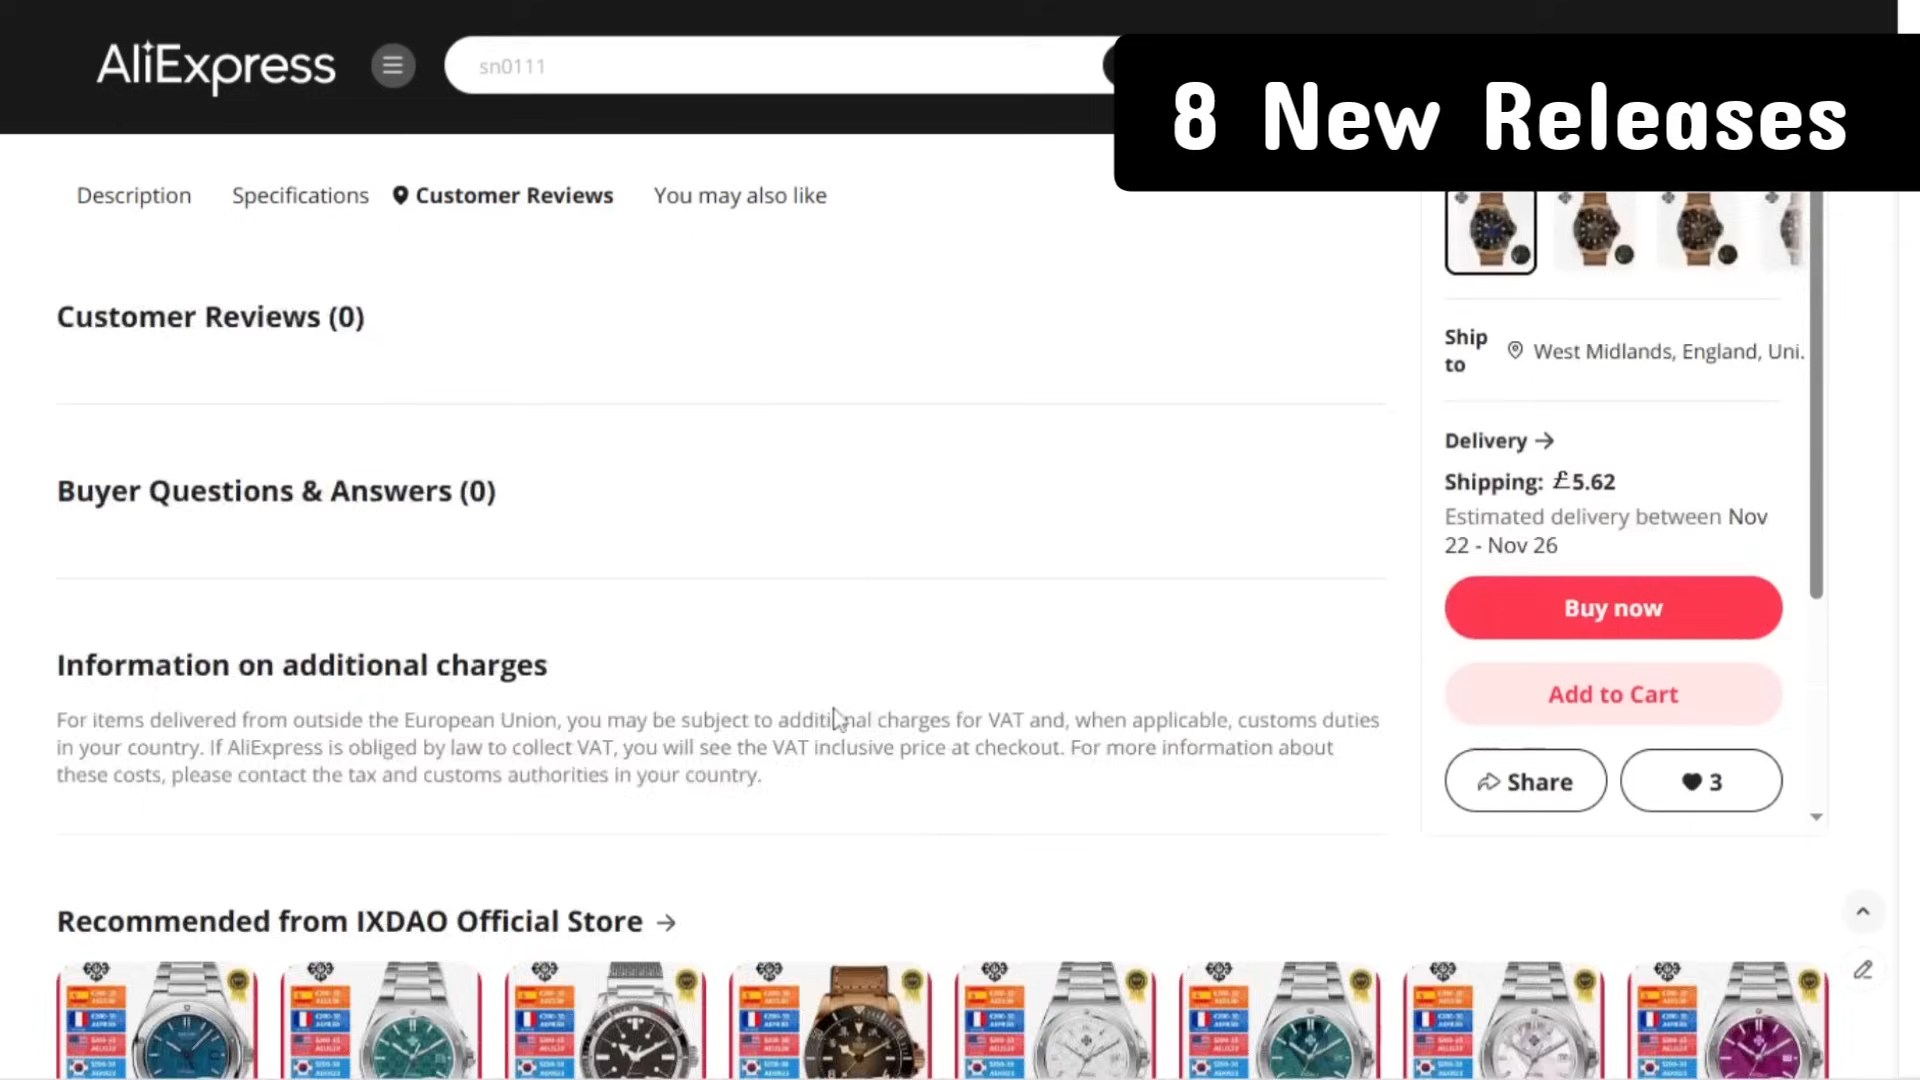 AliExpress
sn0111
8 New Releases
Description
Specifications
Customer Reviews
You may also like
Customer Reviews (0)
Buyer Questions & Answers (0)
Information on additional charges
For items delivered from outside the European Union, you may be subject to additional charges for VAT and, when applicable, customs duties
in your country. If AliExpress is obliged by law to collect VAT, you will see the VAT inclusive price at checkout. For more information about
these costs, please contact the tax and customs authorities in your country.
Ship
to
West Midlands, England, Uni.
Delivery
Shipping: £5.62
Estimated delivery between Nov
22 - Nov 26
Buy now
Add to Cart
Share
3
Recommended from IXDAO Official Store